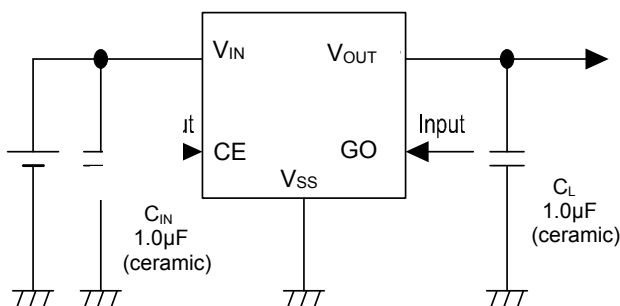 VIN
VOUT
Input
CE
GO
VSS
CIN
1.0µF
(ceramic)
CL
1.0µF
(ceramic)